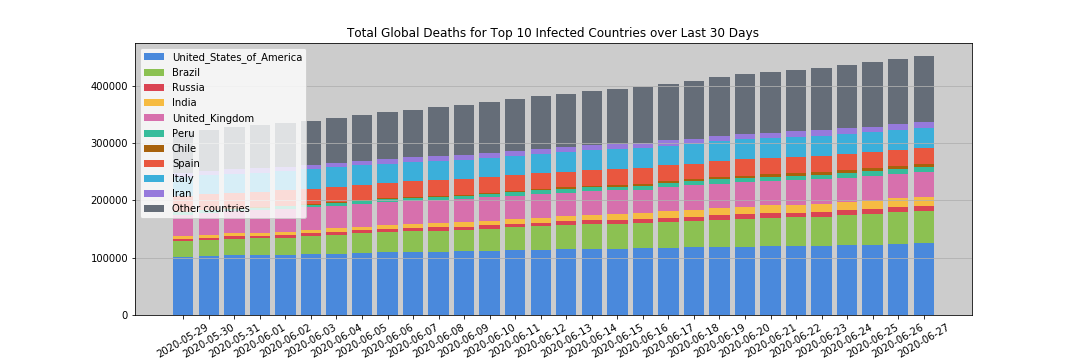 Total Global Deaths for Top 10 Infected Countries over Last 30 Days
400000
300000
200000
100000
0
United_States_of_America
Brazil
Russia
India
United_Kingdom
Peru
Chile
Spain
Italy
Iran
Other countries
2020-05-29
2020-05-30
2020-05-31
2020-06-01
2020-06-02
2020-06-03
2020-06-04
2020-06-05
2020-06-06
2020-06-07
2020-06-08
2020-06-09
2020-06-10
2020-06-11
2020-06-12
2020-06-13
2020-06-14
2020-06-15
2020-06-16
2020-06-17
2020-06-18
2020-06-19
2020-06-20
2020-06-21
2020-06-22
2020-06-23
2020-06-24
2020-06-25
2020-06-26
2020-06-27